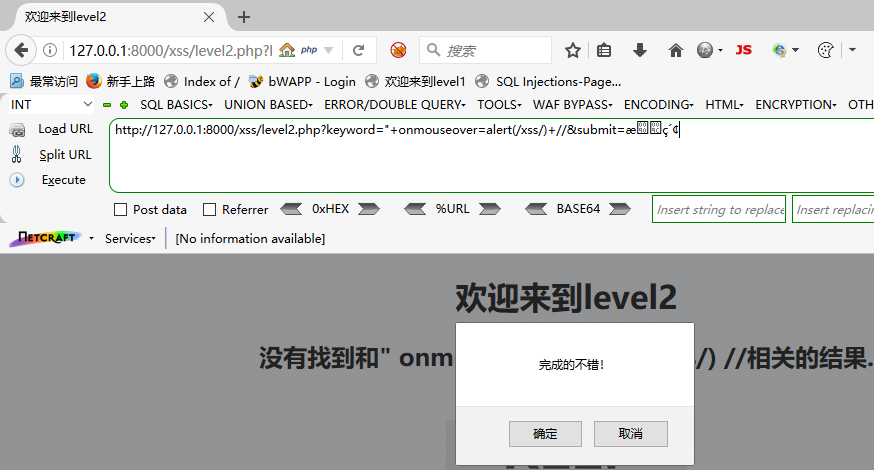 欢迎来到level2
127.0.0.1:8000/xss/level2.php?l php 搜索 JS
最常访问 新手上路 Index of / bWAPP - Login 欢迎来到level1 SQL Injections-Page...
INT SQL BASICS UNION BASED ERROR/DOUBLE QUERY TOOLS WAF BYPASS ENCODING HTML ENCRYPTION OTH
Load URL http://127.0.0.1:8000/xss/level2.php?keyword="+onmouseover=alert(/xss/)+//&submit=æç´¢
Split URL
Execute
Post data Referrer 0xHEX %URL BASE64 Insert string to replace Insert replacing
NETCRAFT Services [No information available]
欢迎来到level2
没有找到和" onm /) //相关的结果.
完成的不错!
确定 取消